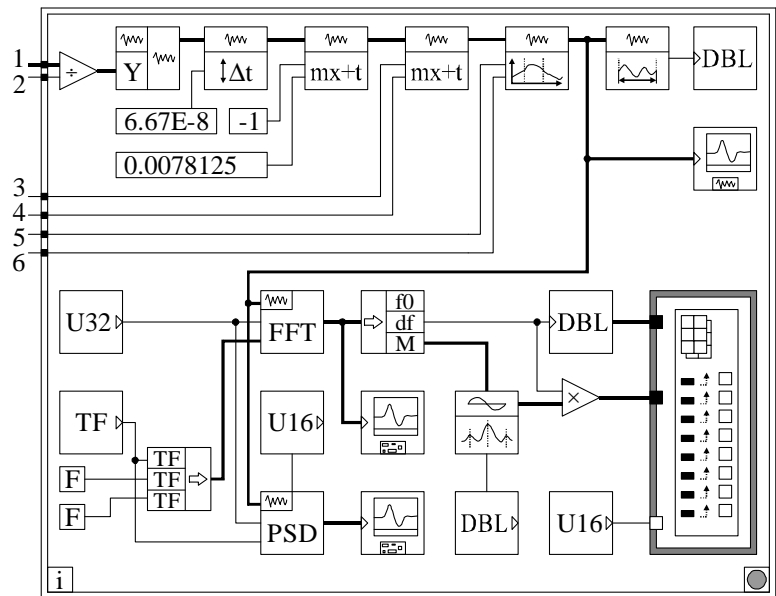 1
2
÷
Y
Δt
mx+t
mx+t
DBL
6.67E-8
-1
0.0078125
3
4
5
6
U32
FFT
f0
df
M
DBL
TF
U16
×
TF
F
TF
F
TF
PSD
DBL
U16
i